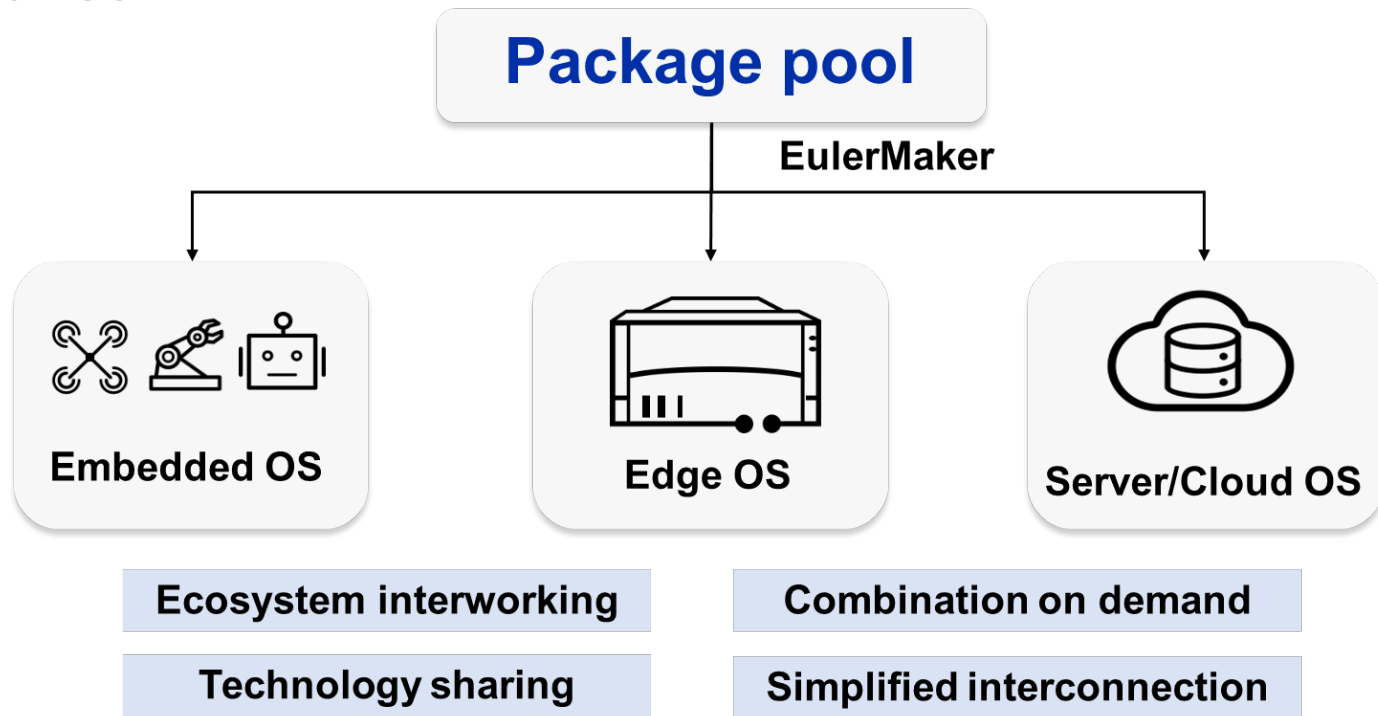 Package pool
EulerMaker
Embedded OS
Edge OS
Server/Cloud OS
Ecosystem interworking
Combination on demand
Technology sharing
Simplified interconnection